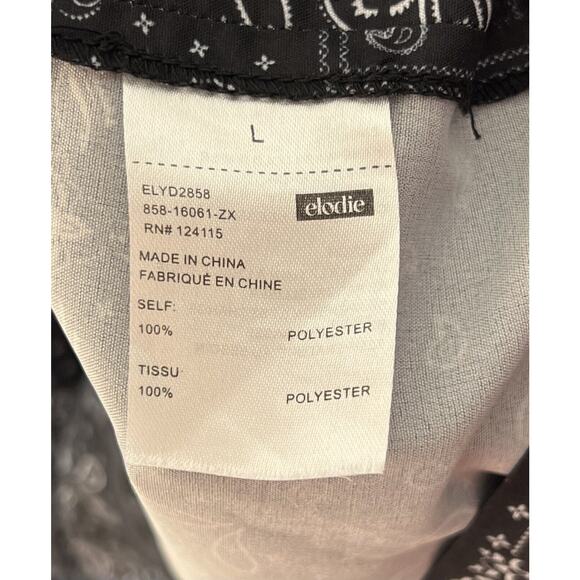 L
ELYD2858
858-16061-ZX
elodie
RN# 124115
MADE IN CHINA
FABRIQUÉ EN CHINE
SELF:
100% POLYESTER
TISSU
100% POLYESTER